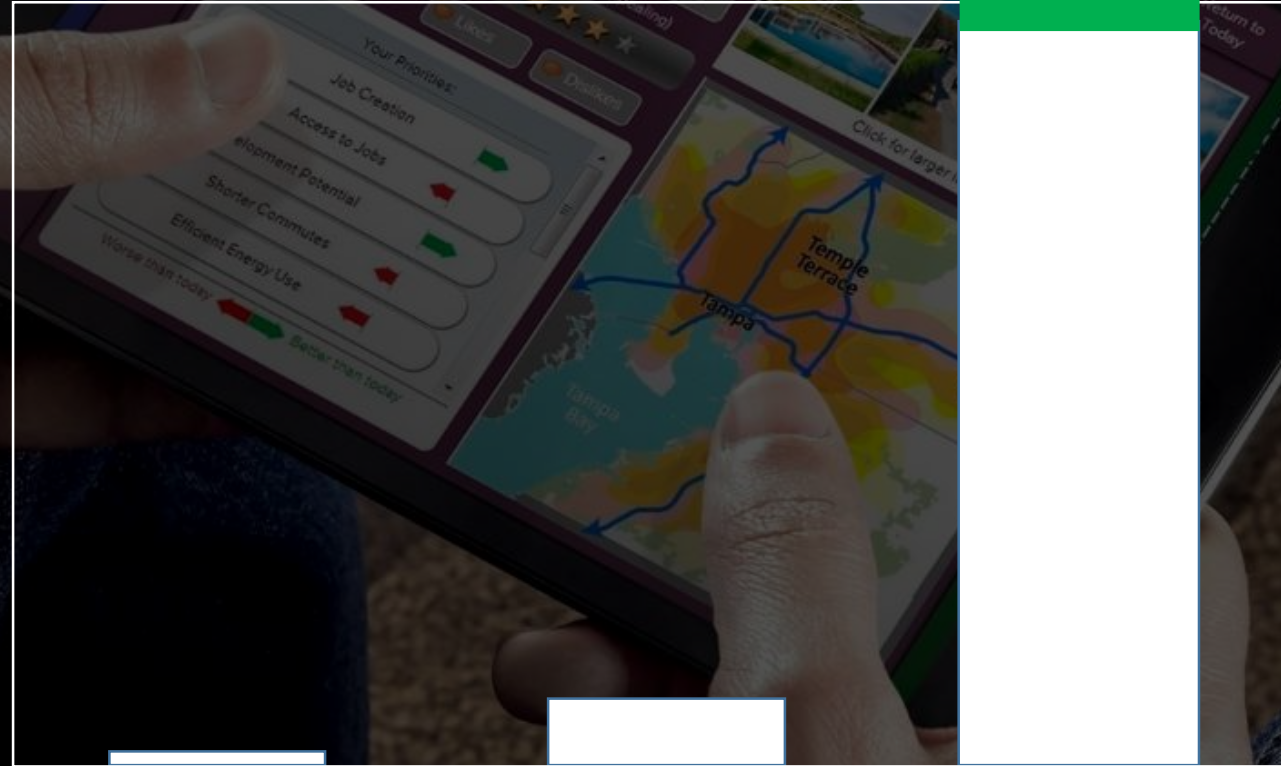 Your Priorities:
Job Creation
Access to Jobs
elopment Potential
Shorter Commutes
Efficient Energy Use
Worse than today
Better than today
Likes
Dislikes
ealing)
Click for larger
Temple
Terrace
Tampa
Tampa
Bay
Return to
Today